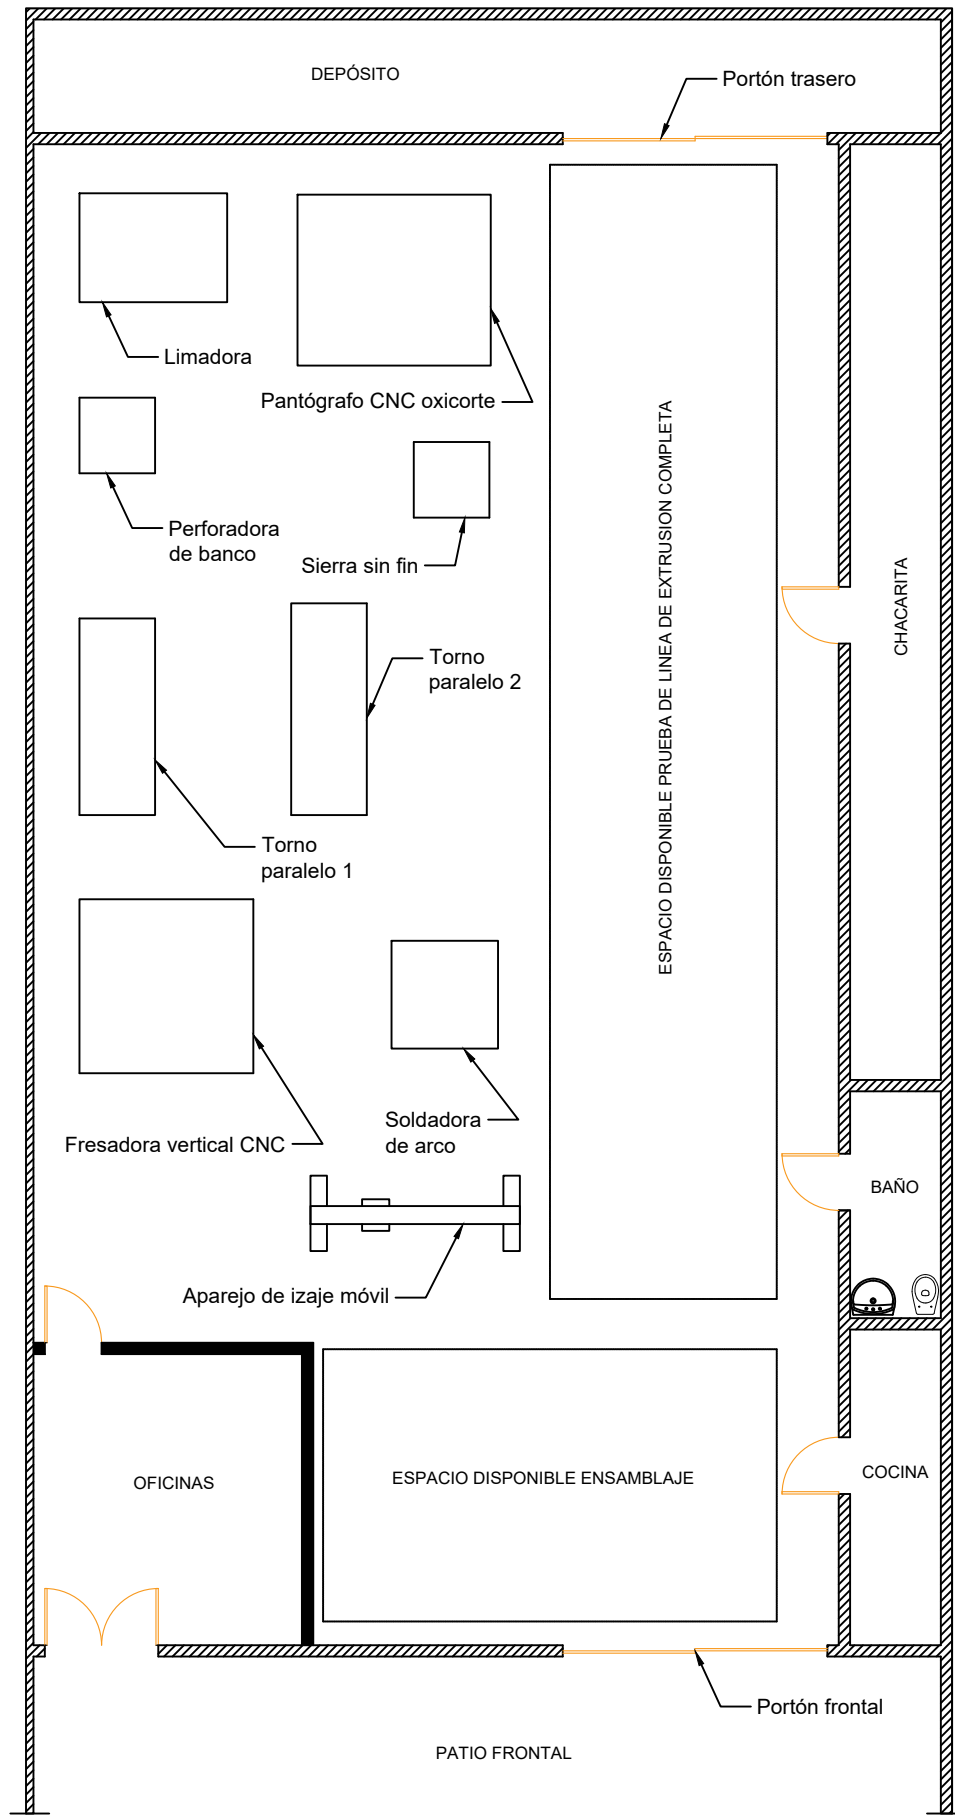 DEPÓSITO
Portón trasero
Limadora
Pantógrafo CNC oxicorte
Perforadora
de banco
Sierra sin fin
ESPACIO DISPONIBLE PRUEBA DE LINEA DE EXTRUSION COMPLETA
CHACARITA
Torno
paralelo 2
Torno
paralelo 1
Soldadora
de arco
Fresadora vertical CNC
BAÑO
Aparejo de izaje móvil
OFICINAS
ESPACIO DISPONIBLE ENSAMBLAJE
COCINA
Portón frontal
PATIO FRONTAL